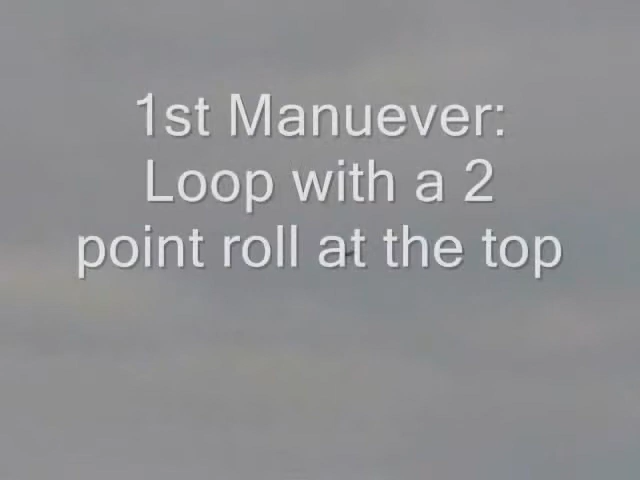 1st Manuever:
Loop with a 2
point roll at the top